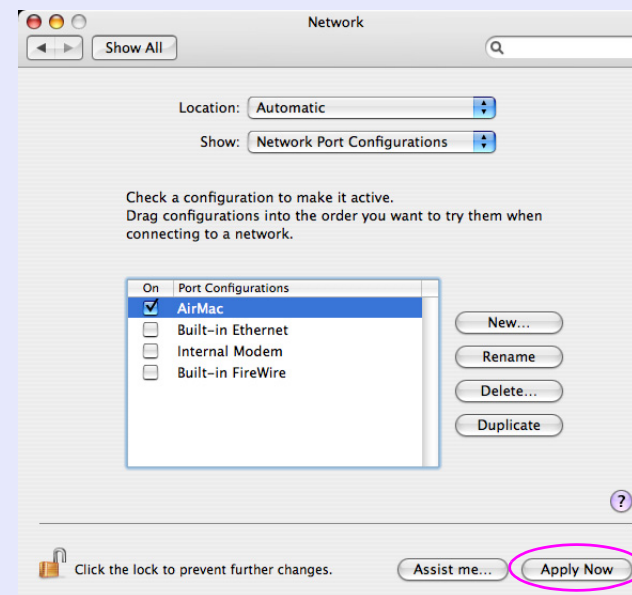 Network
Show All
Location: Automatic
Show: Network Port Configurations
Check a configuration to make it active.
Drag configurations into the order you want to try them when
connecting to a network.
On Port Configurations
AirMac
Built-in Ethernet
Internal Modem
Built-in FireWire
New...
Rename
Delete...
Duplicate
?
Click the lock to prevent further changes.
Assist me...
Apply Now